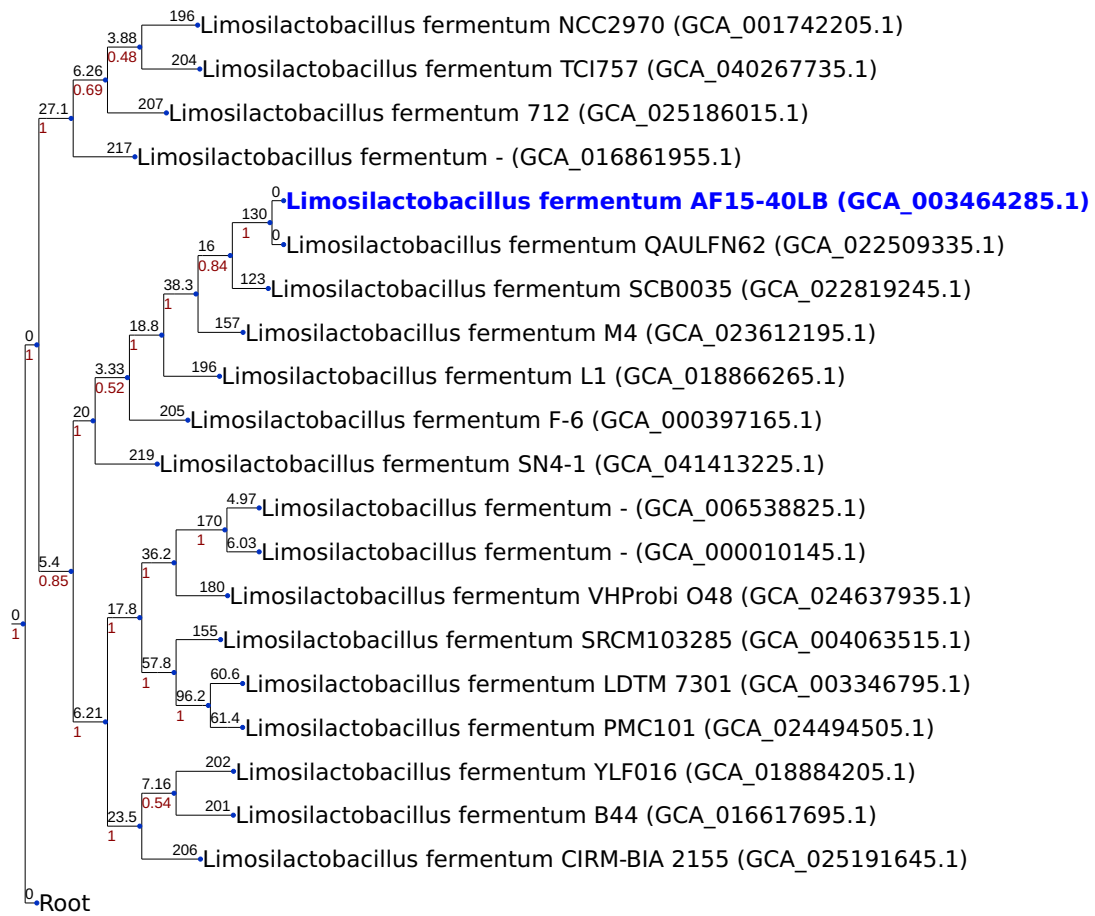 196 Limosilactobacillus fermentum NCC2970 (GCA_001742205.1)
3.88
0.48
204 Limosilactobacillus fermentum TCI757 (GCA_040267735.1)
6.26
0.69
207 Limosilactobacillus fermentum 712 (GCA_025186015.1)
27.1
1
217 Limosilactobacillus fermentum - (GCA_016861955.1)
0 Limosilactobacillus fermentum AF15-40LB (GCA_003464285.1)
130
1
0 Limosilactobacillus fermentum QAULFN62 (GCA_022509335.1)
16
0.84
123 Limosilactobacillus fermentum SCB0035 (GCA_022819245.1)
38.3
1
157 Limosilactobacillus fermentum M4 (GCA_023612195.1)
18.8
1
0
1
196 Limosilactobacillus fermentum L1 (GCA_018866265.1)
3.33
0.52
205 Limosilactobacillus fermentum F-6 (GCA_000397165.1)
20
1
219 Limosilactobacillus fermentum SN4-1 (GCA_041413225.1)
4.97 Limosilactobacillus fermentum - (GCA_006538825.1)
170
1
6.03 Limosilactobacillus fermentum - (GCA_000010145.1)
36.2
1
5.4
0.85
180 Limosilactobacillus fermentum VHProbi O48 (GCA_024637935.1)
17.8
1
0
1
155 Limosilactobacillus fermentum SRCM103285 (GCA_004063515.1)
57.8
1
60.6 Limosilactobacillus fermentum LDTM 7301 (GCA_003346795.1)
96.2
1
61.4 Limosilactobacillus fermentum PMC101 (GCA_024494505.1)
6.21
1
202 Limosilactobacillus fermentum YLF016 (GCA_018884205.1)
7.16
0.54
201 Limosilactobacillus fermentum B44 (GCA_016617695.1)
23.5
1
206 Limosilactobacillus fermentum CIRM-BIA 2155 (GCA_025191645.1)
0 Root